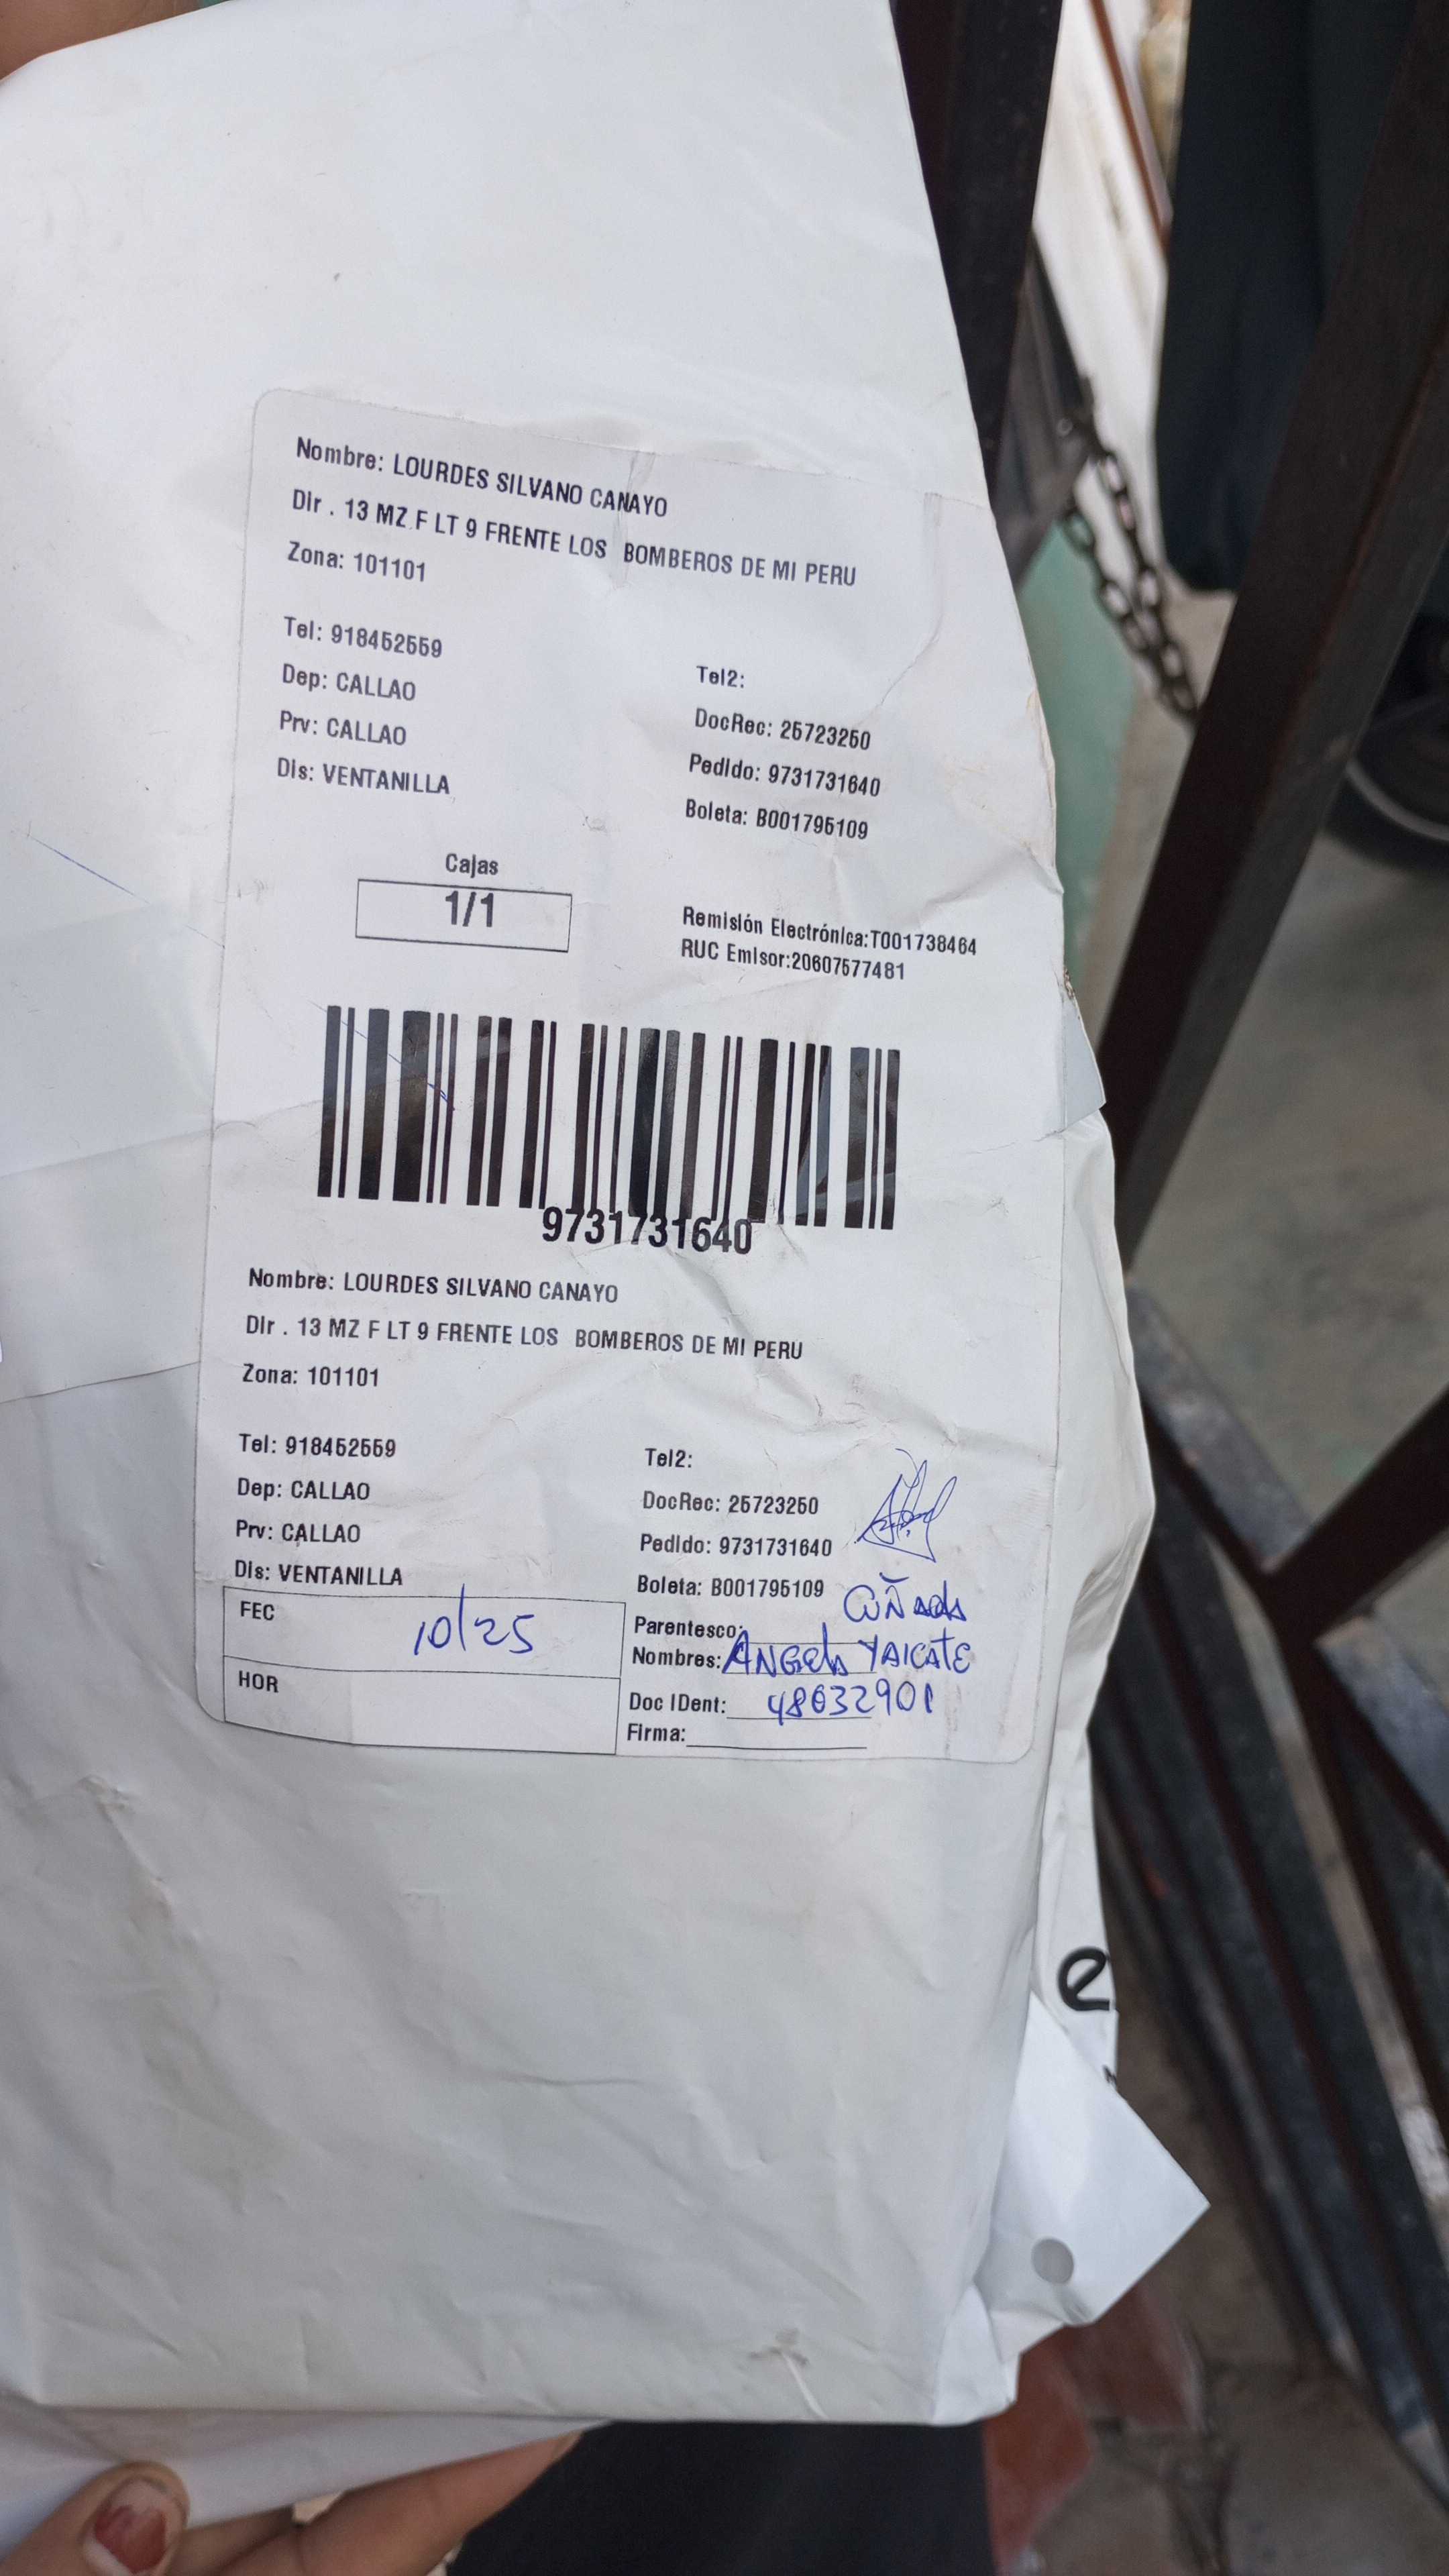 Nombre: LOURDES SILVANO CANAYO
Dir . 13 MZ F LT 9 FRENTE LOS BOMBEROS DE MI PERU
Zona: 101101
Tel: 918452559
Tel2:
Dep: CALLAO
DocRec: 25723250
Prv: CALLAO
Pedido: 9731731640
Dis: VENTANILLA
Boleta: B001795109
Cajas
1/1
Remisión Electrónica:T001738464
RUC Emisor:20607577481
9731731640
Nombre: LOURDES SILVANO CANAYO
Dir . 13 MZ F LT 9 FRENTE LOS BOMBEROS DE MI PERU
Zona: 101101
Tel: 918452559
Tel2:
Dep: CALLAO
DocRec: 25723250
Prv: CALLAO
Pedido: 9731731640
Dis: VENTANILLA
Boleta: B001795109
FEC 10/25
HOR
Parentesco: CUÑada
Nombres: ANGela YAICATE
Doc IDent: 48032901
Firma:
e